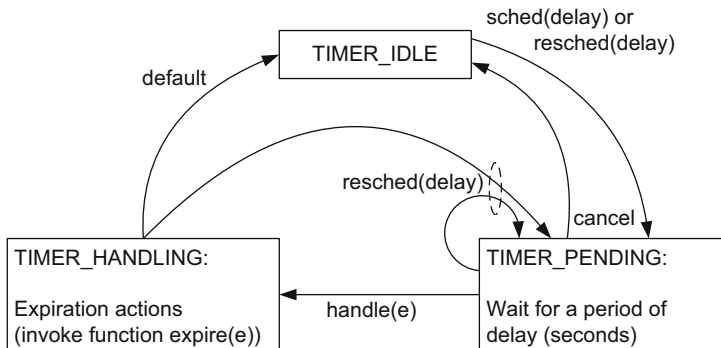 sched(delay) or
resched(delay)
TIMER_IDLE
default
resched(delay)
cancel
TIMER_HANDLING:
Expiration actions
(invoke function expire(e))
handle(e)
TIMER_PENDING:
Wait for a period of
delay (seconds)